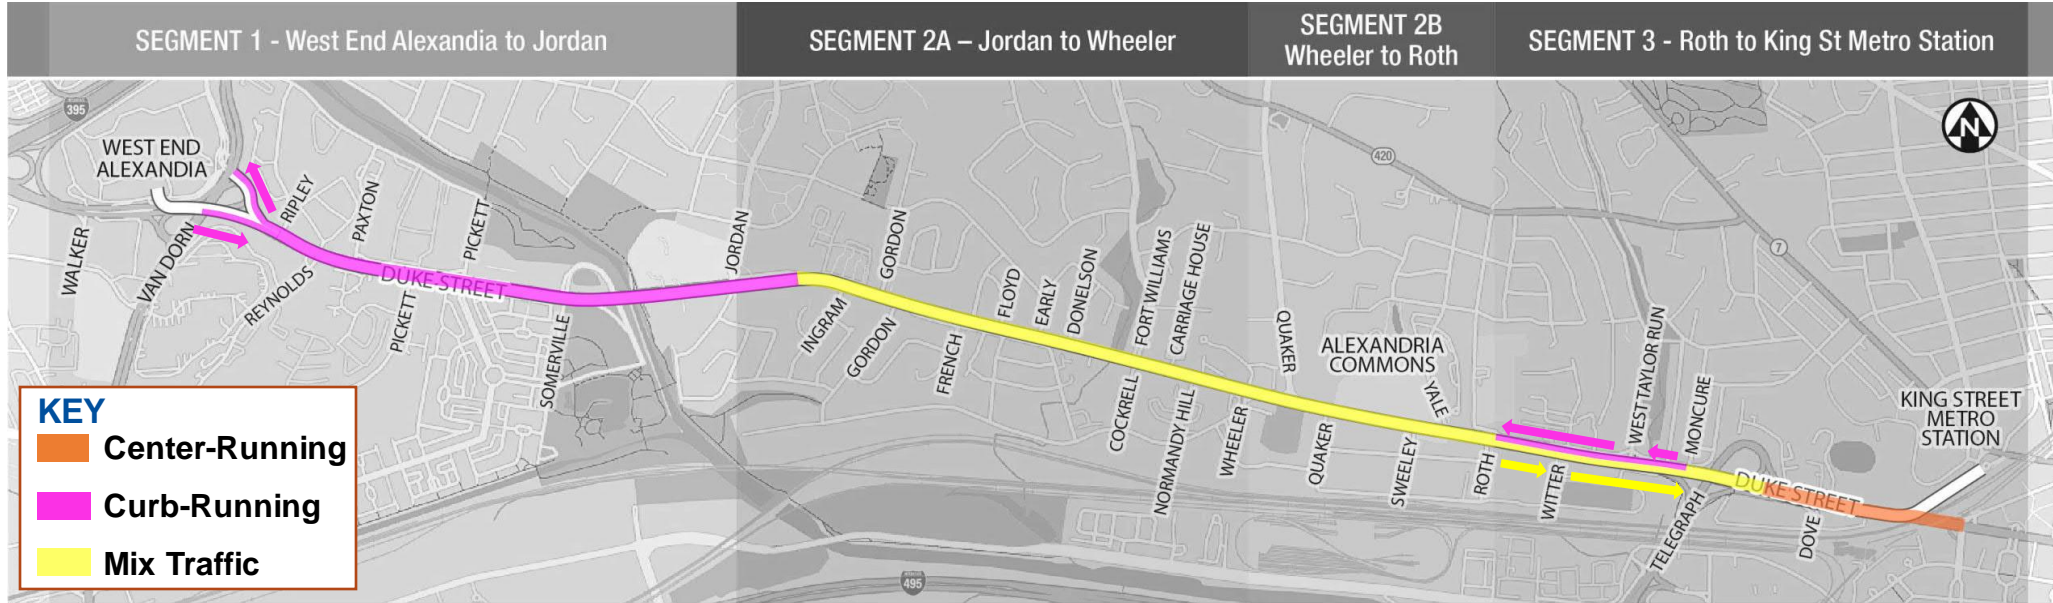 SEGMENT 1 - West End Alexandia to Jordan
SEGMENT 2A – Jordan to Wheeler
SEGMENT 2B
Wheeler to Roth
SEGMENT 3 - Roth to King St Metro Station
395
WEST END
ALEXANDIA
WALKER
VAN DORN
RIPLEY
REYNOLDS
PAXTON
PICKETT
PICKETT
DUKE STREET
SOMERVILLE
JORDAN
INGRAM
GORDON
GORDON
FRENCH
FLOYD
EARLY
DONELSON
COCKRELL
FORT WILLIAMS
NORMANDY HILL
CARRIAGE HOUSE
WHEELER
QUAKER
QUAKER
ALEXANDRIA
COMMONS
SWEELEY
YALE
ROTH
WITTER
WEST TAYLOR RUN
MONCURE
TELEGRAPH
DUKE STREET
DOVE
KING STREET
METRO
STATION
420
7
495
N
KEY
Center-Running
Curb-Running
Mix Traffic